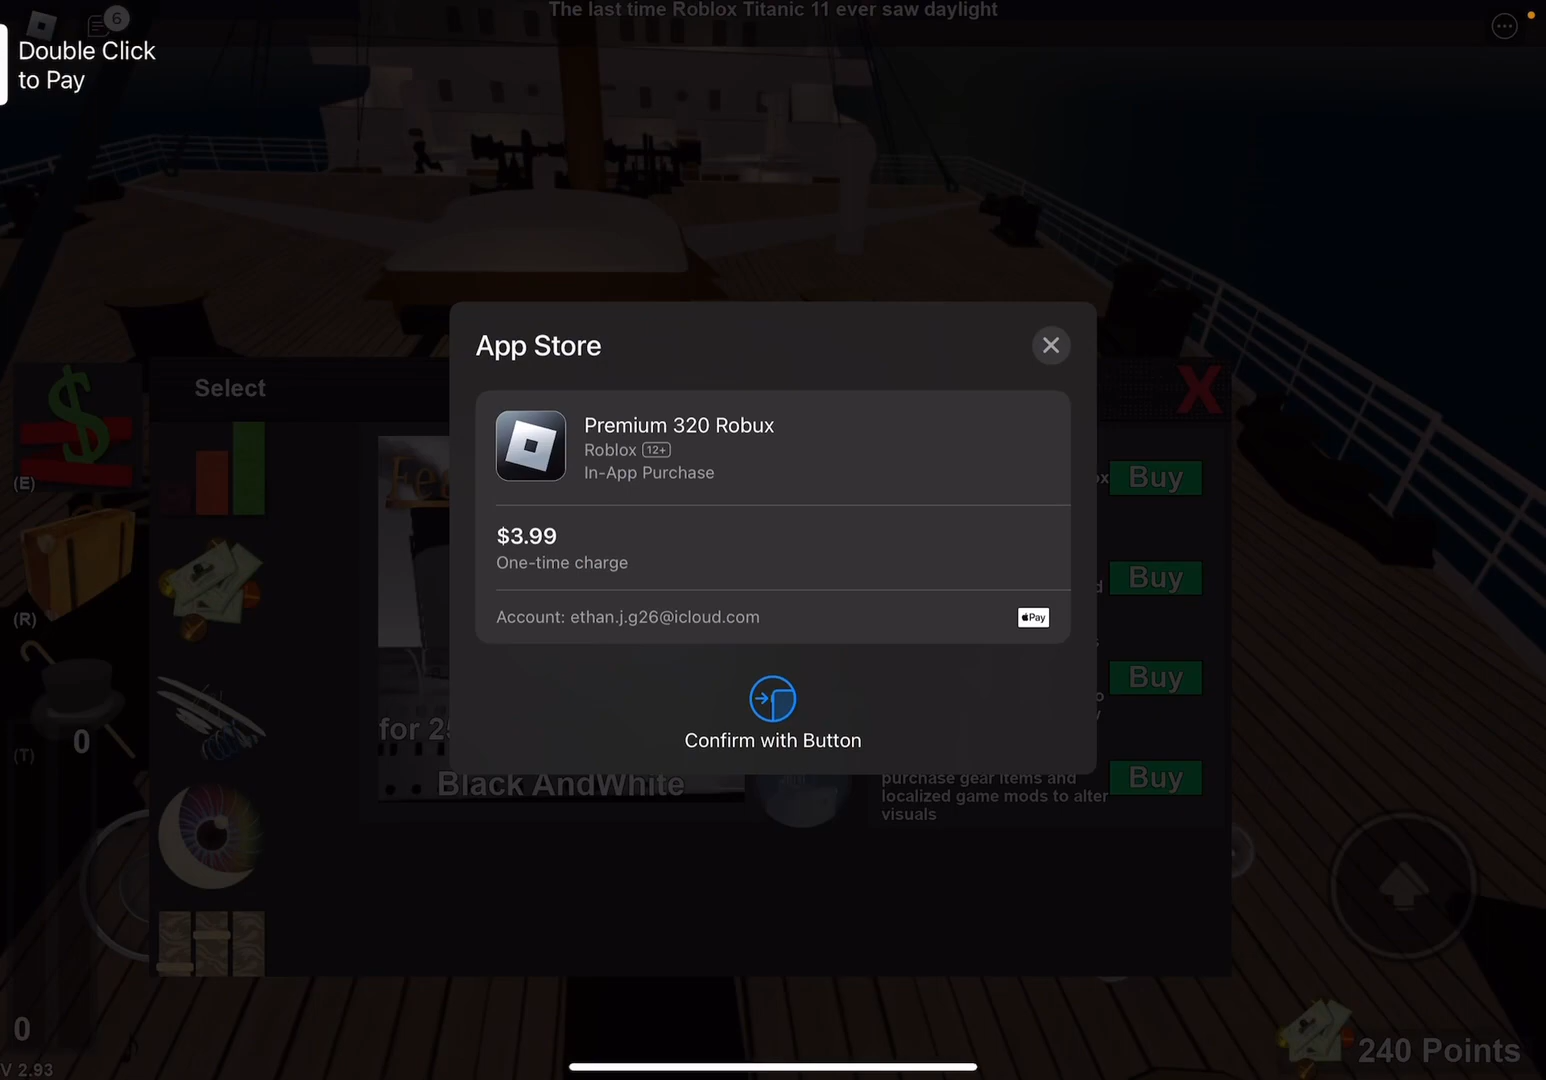 The last time Roblox Titanic 11 ever saw daylight
6
Double Click
to Pay
App Store
Select
Premium 320 Robux
Roblox 12+
In-App Purchase
(E)
ox
Buy
$3.99
One-time charge
Buy
Account: ethan.j.g26@icloud.com
Pay
(R)
Buy
for 25
0
(T)
Confirm with Button
Black AndWhite
purchase gear items and
localized game mods to alter
visuals
Buy
0
V 2.93
240 Points